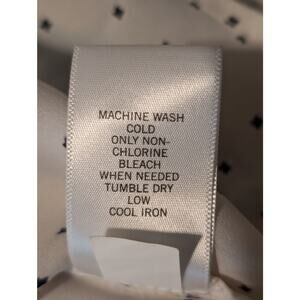 MACHINE WASH
COLD
ONLY NON-
CHLORINE
BLEACH
WHEN NEEDED
TUMBLE DRY
LOW
COOL IRON